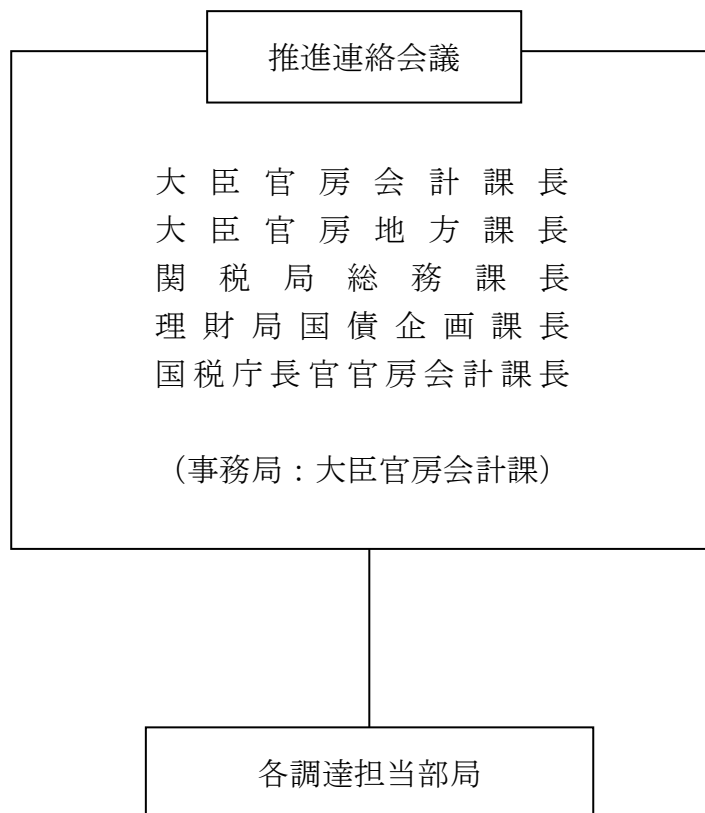 推進連絡会議
大臣官房会計課長
大臣官房地方課長
関税局総務課長
理財局国債企画課長
国税庁長官官房会計課長
（事務局：大臣官房会計課）
各調達担当部局